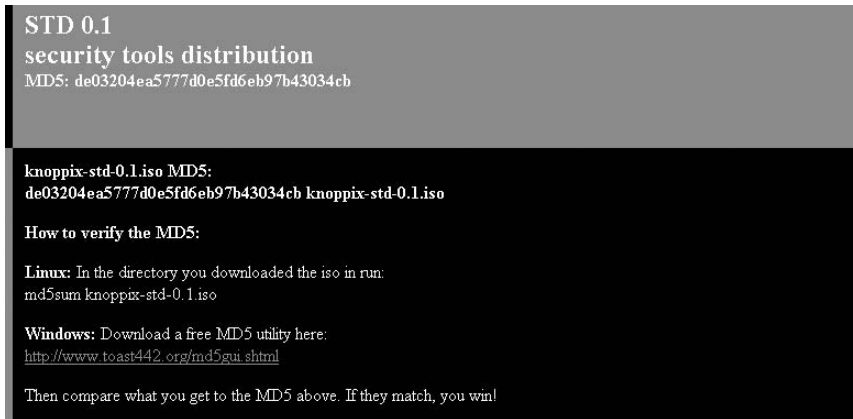 STD 0.1
security tools distribution
MD5: de03204ea5777d0e5fd6eb97b43034cb
knoppix-std-0.1.iso MD5:
de03204ea5777d0e5fd6eb97b43034cb knoppix-std-0.1.iso
How to verify the MD5:
Linux: In the directory you downloaded the iso in run:
md5sum knoppix-std-0.1.iso
Windows: Download a free MD5 utility here:
http://www.toast442.org/md5gui.shtml
Then compare what you get to the MD5 above. If they match, you win!